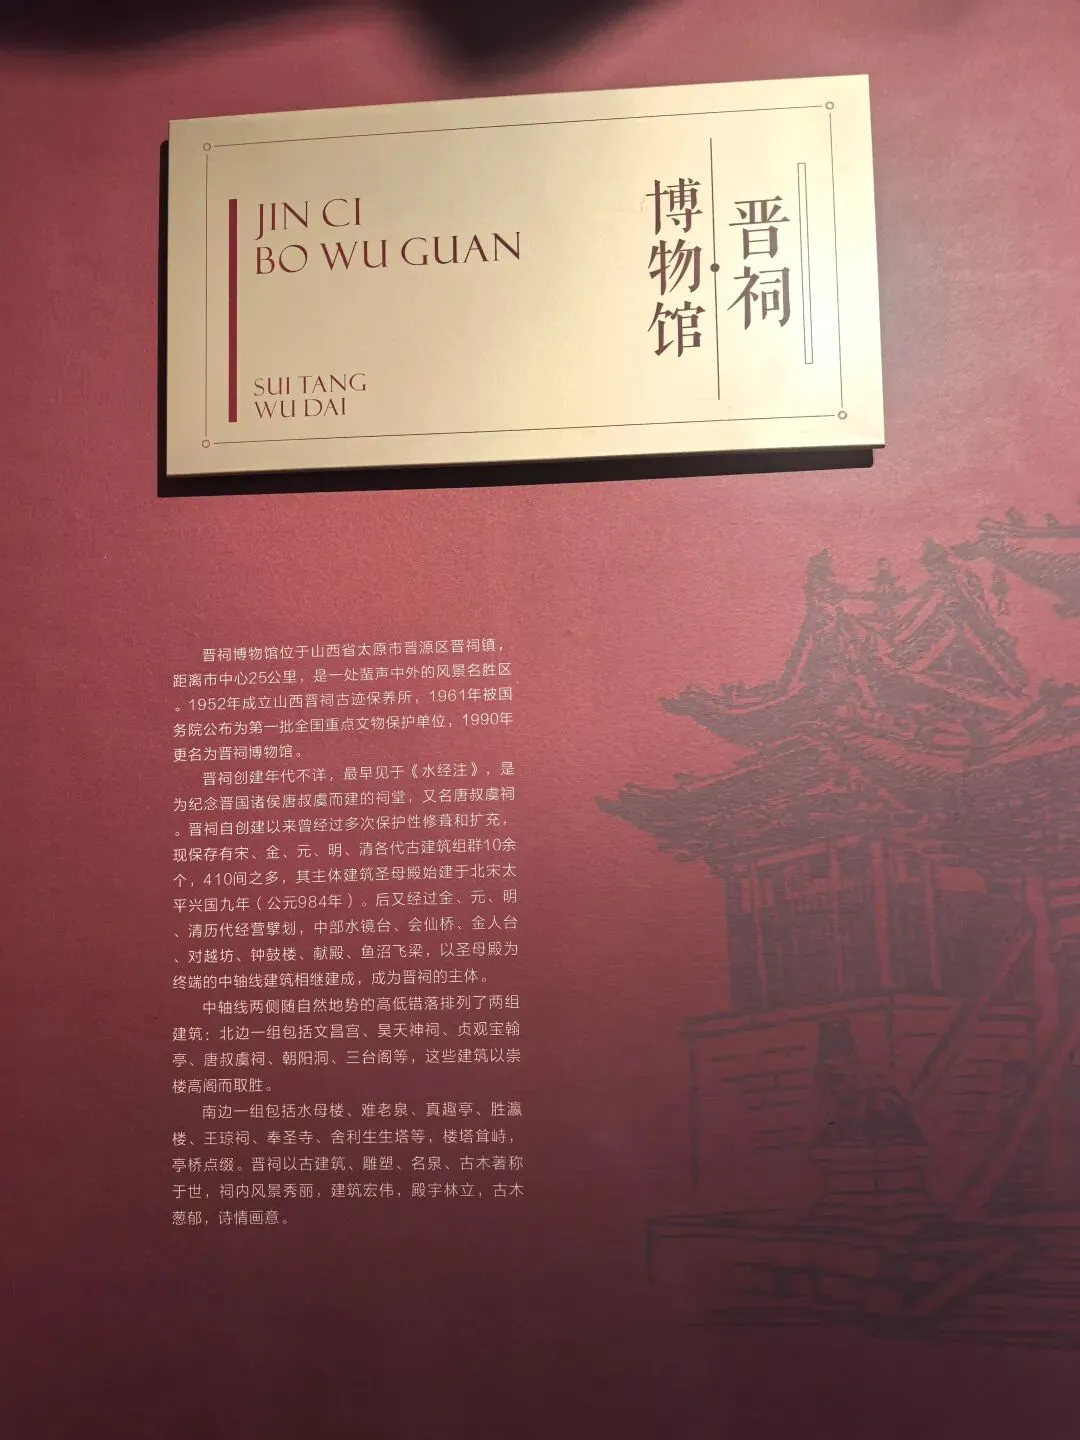 JIN CI
BO WU GUAN
SUI TANG
WU DAI
晋祠
博物馆
晋祠博物馆位于山西省太原市晋源区晋祠镇，
距离市中心25公里，是一处蜚声中外的风景名胜区
。1952年成立山西晋祠古迹保养所，1961年被国
务院公布为第一批全国重点文物保护单位，1990年
更名为晋祠博物馆。
晋祠创建年代不详，最早见于《水经注》，是
为纪念晋国诸侯唐叔虞而建的祠堂，又名唐叔虞祠
。晋祠自创建以来曾经过多次保护性修葺和扩充，
现保存有宋、金、元、明、清各代古建筑组群10余
个，410间之多，其主体建筑圣母殿始建于北宋太
平兴国九年（公元984年）。后又经过金、元、明
、清历代经营擘划，中部水镜台、会仙桥、金人台
、对越坊、钟鼓楼、献殿、鱼沼飞梁，以圣母殿为
终端的中轴线建筑相继建成，成为晋祠的主体。
中轴线两侧随自然地势的高低错落排列了两组
建筑：北边一组包括文昌宫、昊天神祠、贞观宝翰
亭、唐叔虞祠、朝阳洞、三台阁等，这些建筑以崇
楼高阁而取胜。
南边一组包括水母楼、难老泉、真趣亭、胜瀛
楼、王琼祠、奉圣寺、舍利生生塔等，楼塔耸峙，
亭桥点缀。晋祠以古建筑、雕塑、名泉、古木著称
于世，祠内风景秀丽，建筑宏伟，殿宇林立，古木
葱郁，诗情画意。